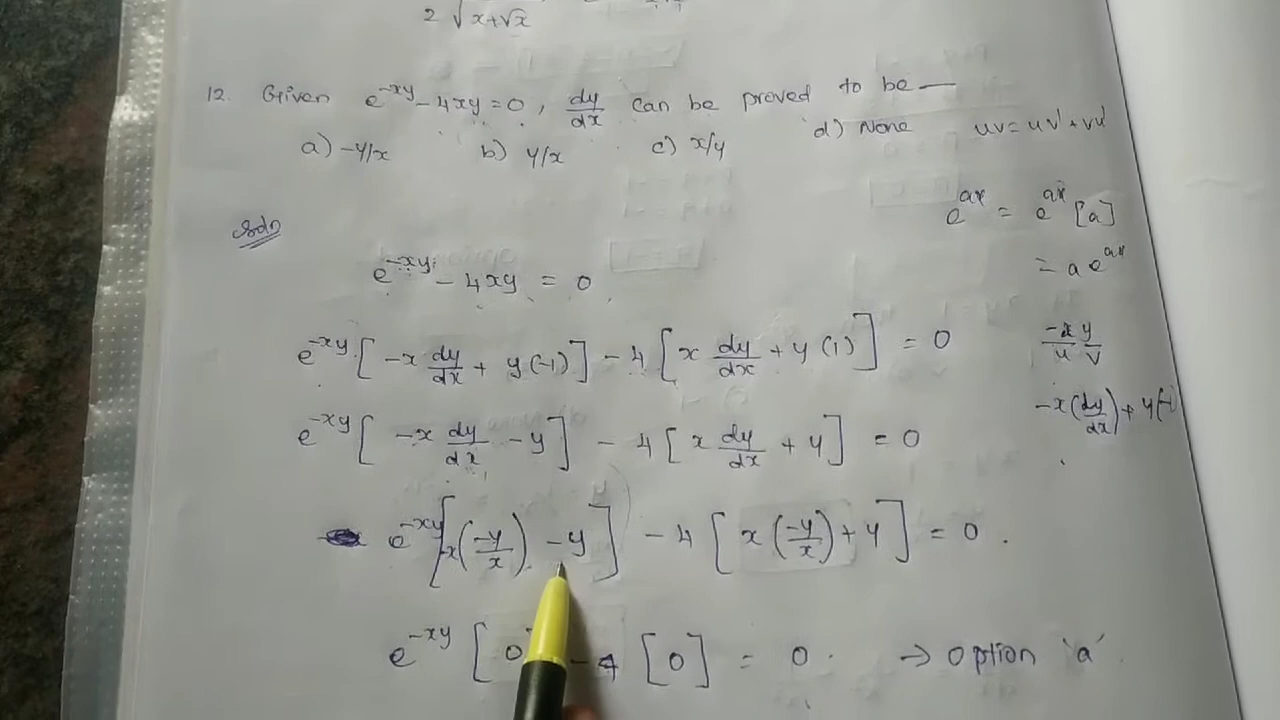 2 √x+√x
12. Given e^-xy - 4xy = 0, dy/dx can be proved to be —
a) -y/x b) y/x c) x/y d) None uv = uv' + vu'
e^ax = e^ax [a]
= a e^ax
Soln
e^-xy - 4xy = 0
e^-xy [-x dy/dx + y(-1)] - 4 [x dy/dx + y(1)] = 0
-x/u y/v
e^-xy [-x dy/dx - y] - 4 [x dy/dx + y] = 0
-x(dy/dx) + y(-1
e^-xy [-x(-y/x) - y] - 4 [x(-y/x) + y] = 0.
e^-xy [0 - 4 [0] = 0. → option 'a'.